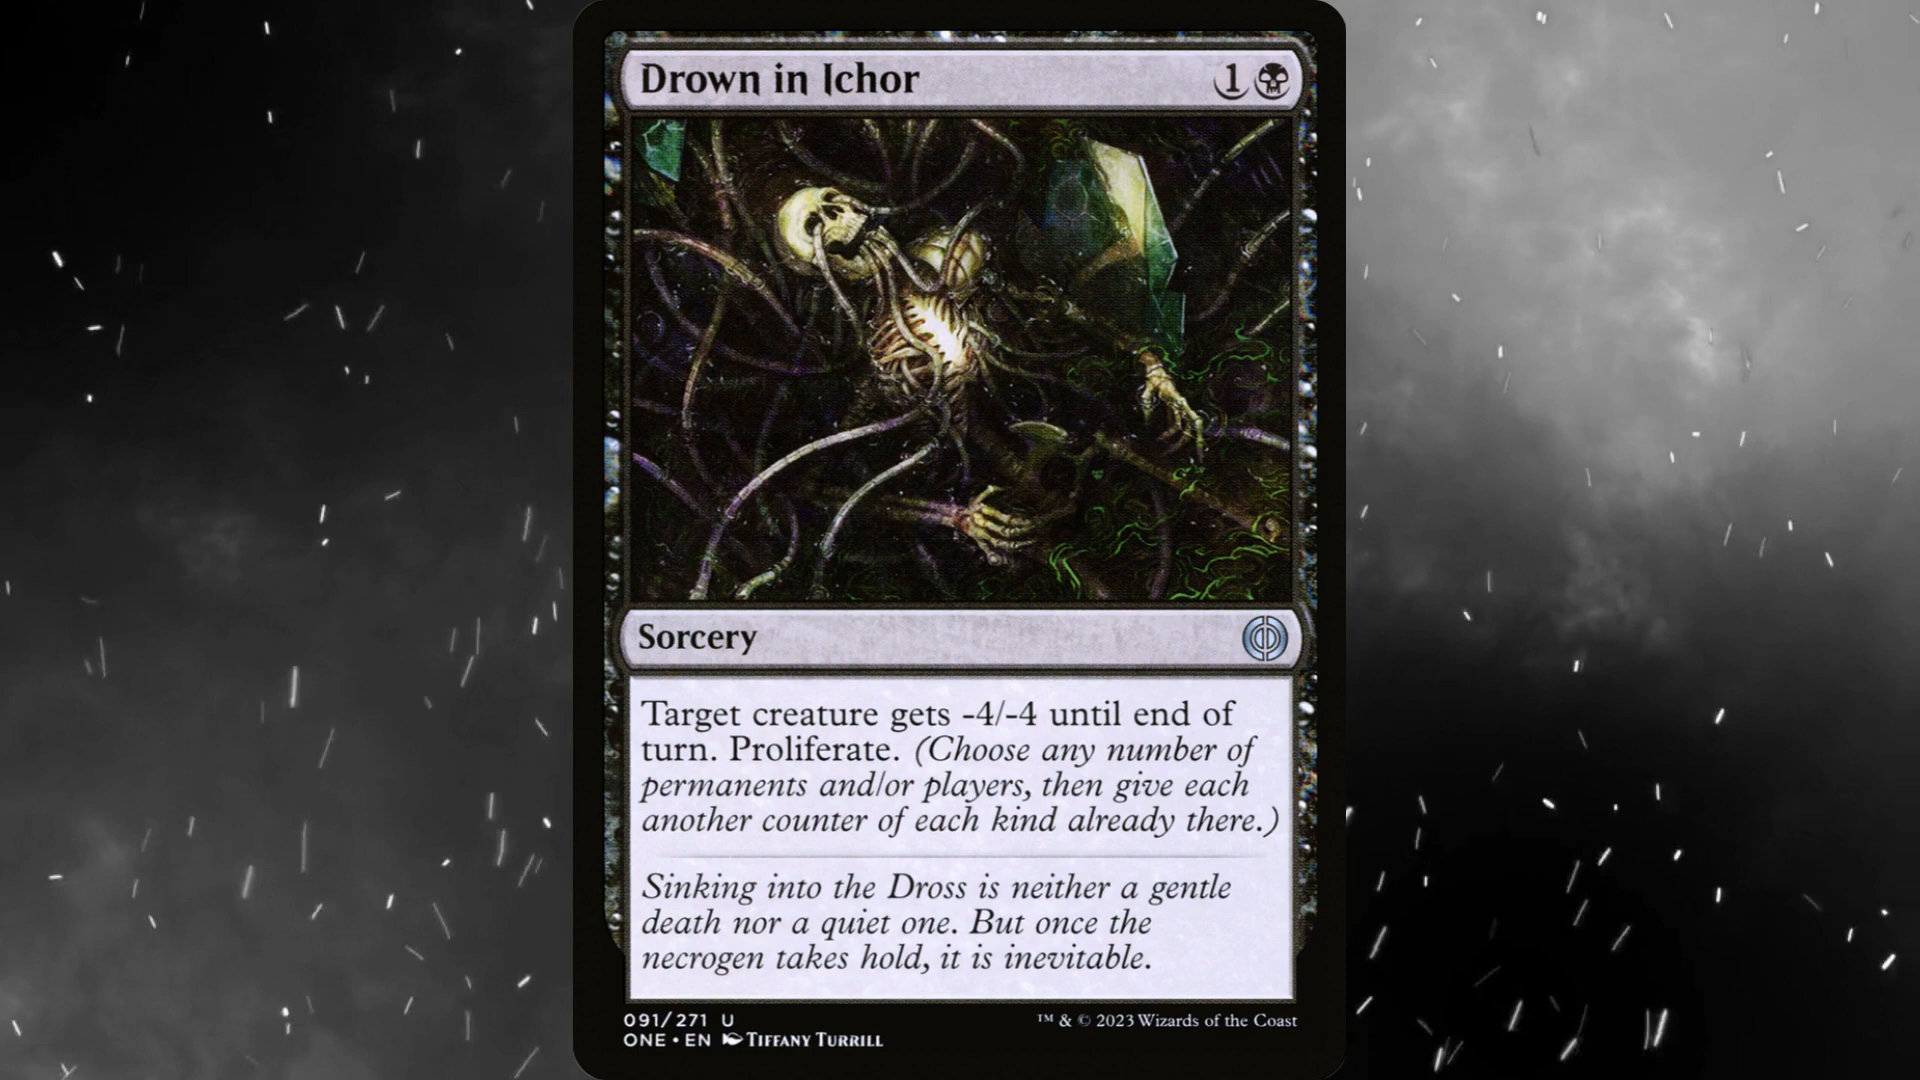 Drown in Ichor
1
Sorcery
Target creature gets -4/-4 until end of
turn. Proliferate. (Choose any number of
permanents and/or players, then give each
another counter of each kind already there.)
Sinking into the Dross is neither a gentle
death nor a quiet one. But once the
necrogen takes hold, it is inevitable.
091/271 U
™ & © 2023 Wizards of the Coast
ONE • EN TIFFANY TURRILL